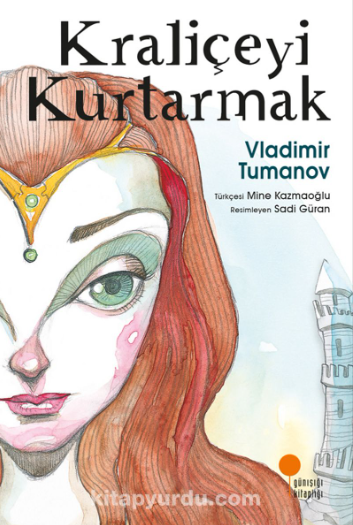 Kraliçeyi
Kurtarmak
Vladimir
Tumanov
Türkçesi Mine Kazmaoğlu
Resimleyen Sadi Güran
günışığı
kitaplığı
kitapyurdu.com